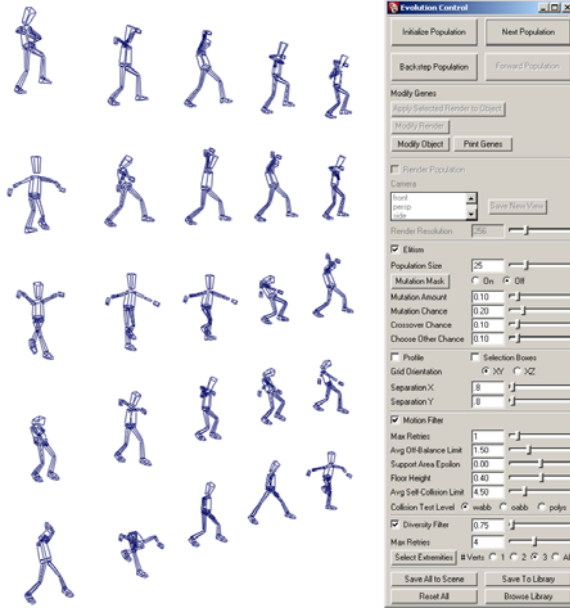 Evolution Control
Initialize Population Next Population
Backstep Population Forward Population
Modify Genes
Apply Selected Render to Object
Modify Render
Modify Object Print Genes
Render Population
Camera
front
persp
side
Save New View
Render Resolution 256
Elitism
Population Size 25
Mutation Mask On Off
Mutation Amount 0.10
Mutation Chance 0.20
Crossover Chance 0.10
Choose Other Chance 0.10
Profile Selection Boxes
Grid Orientation XY XZ
Separation X .8
Separation Y .8
Motion Filter
Max Retries 1
Avg Off-Balance Limit 1.50
Support Area Epsilon 0.00
Floor Height 0.40
Avg Self-Collision Limit 4.50
Collision Test Level wabb oabb polys
Diversity Filter 0.75
Max Retries 4
Select Extremities # Verts 1 2 3 Al
Save All to Scene Save To Library
Reset All Browse Library